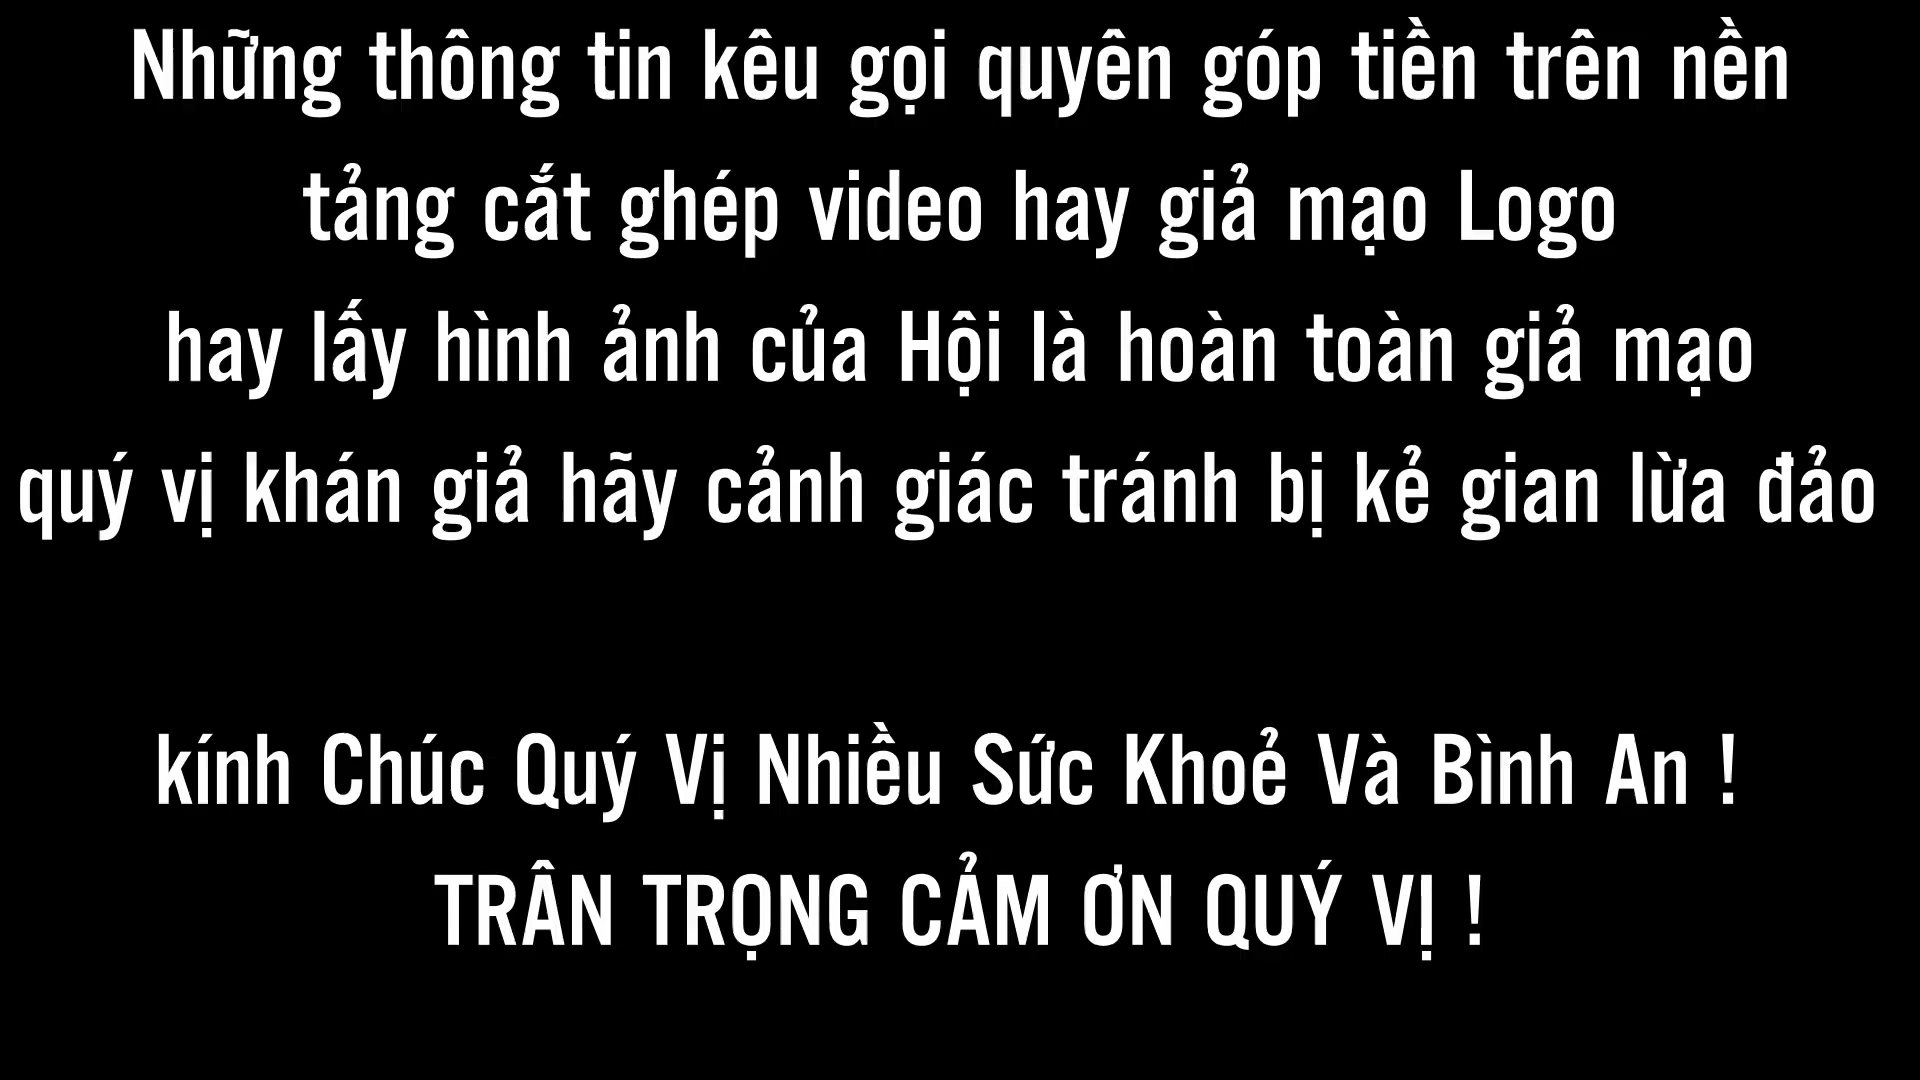 Những thông tin kêu gọi quyên góp tiền trên nền
tảng cắt ghép video hay giả mạo Logo
hay lấy hình ảnh của Hội là hoàn toàn giả mạo
quý vị khán giả hãy cảnh giác tránh bị kẻ gian lừa đảo
kính Chúc Quý Vị Nhiều Sức Khoẻ Và Bình An !
TRÂN TRỌNG CẢM ƠN QUÝ VỊ !